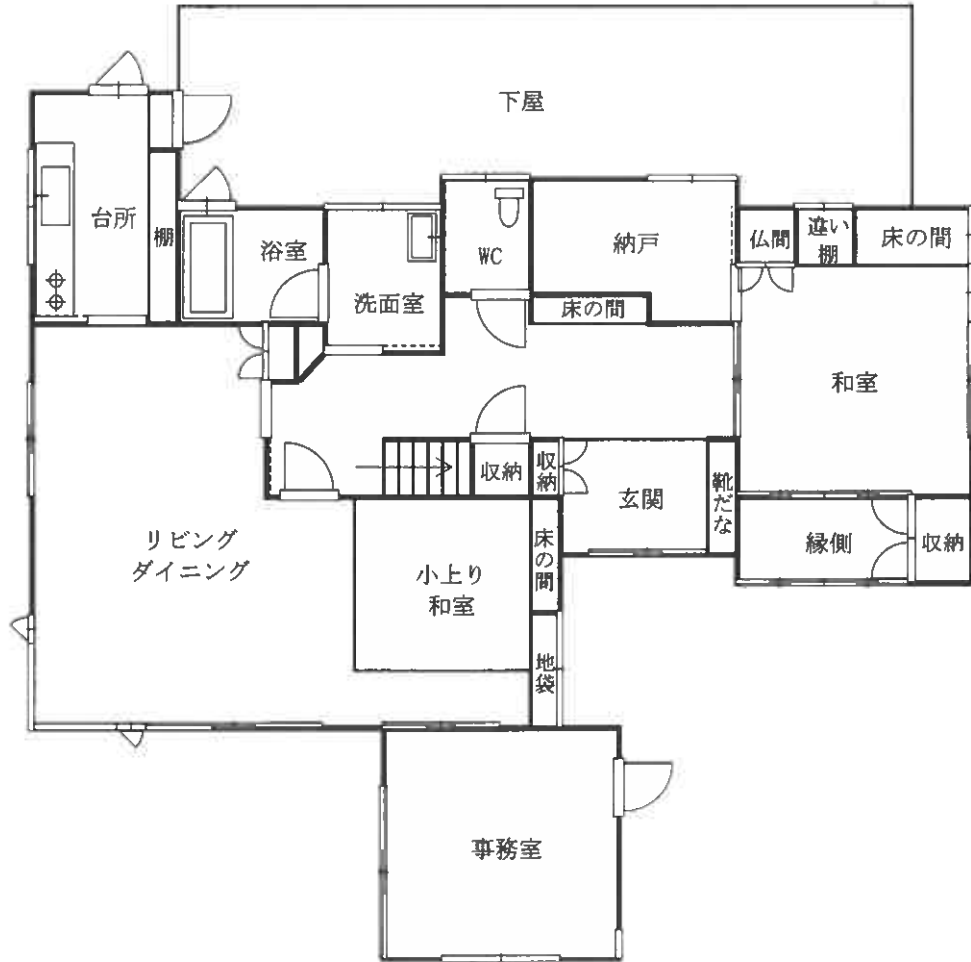 下屋
台所
棚
浴室
洗面室
WC
納戸
床の間
仏間
違い
棚
床の間
和室
収納
収納
玄関
靴だな
縁側
収納
リビング
ダイニング
小上り
和室
床の間
地袋
事務室